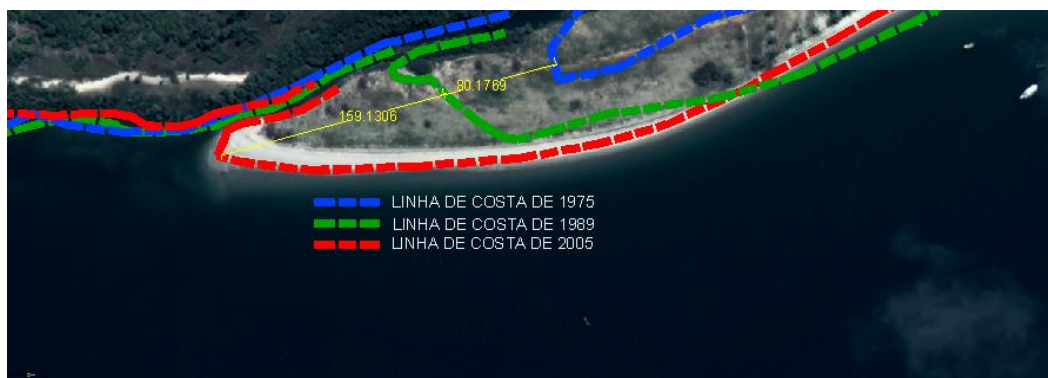 80.1769
159.1306
LINHA DE COSTA DE 1975
LINHA DE COSTA DE 1989
LINHA DE COSTA DE 2005